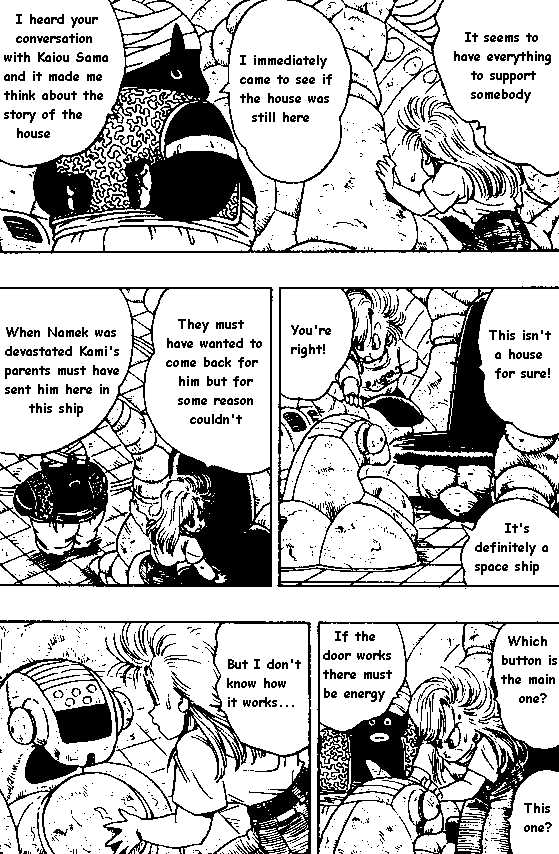 I heard your
conversation
with Kaiou Sama
and it made me
think about the
story of the
house
I immediately
came to see if
the house was
still here
It seems to
have everything
to support
somebody
When Namek was
devastated Kami's
parents must have
sent him here in
this ship
They must
have wanted to
come back for
him but for
some reason
couldn't
You're
right!
This isn't
a house
for sure!
It's
definitely a
space ship
But I don't
know how
it works...
If the
door works
there must
be energy
Which
button is
the main
one?
This
one?